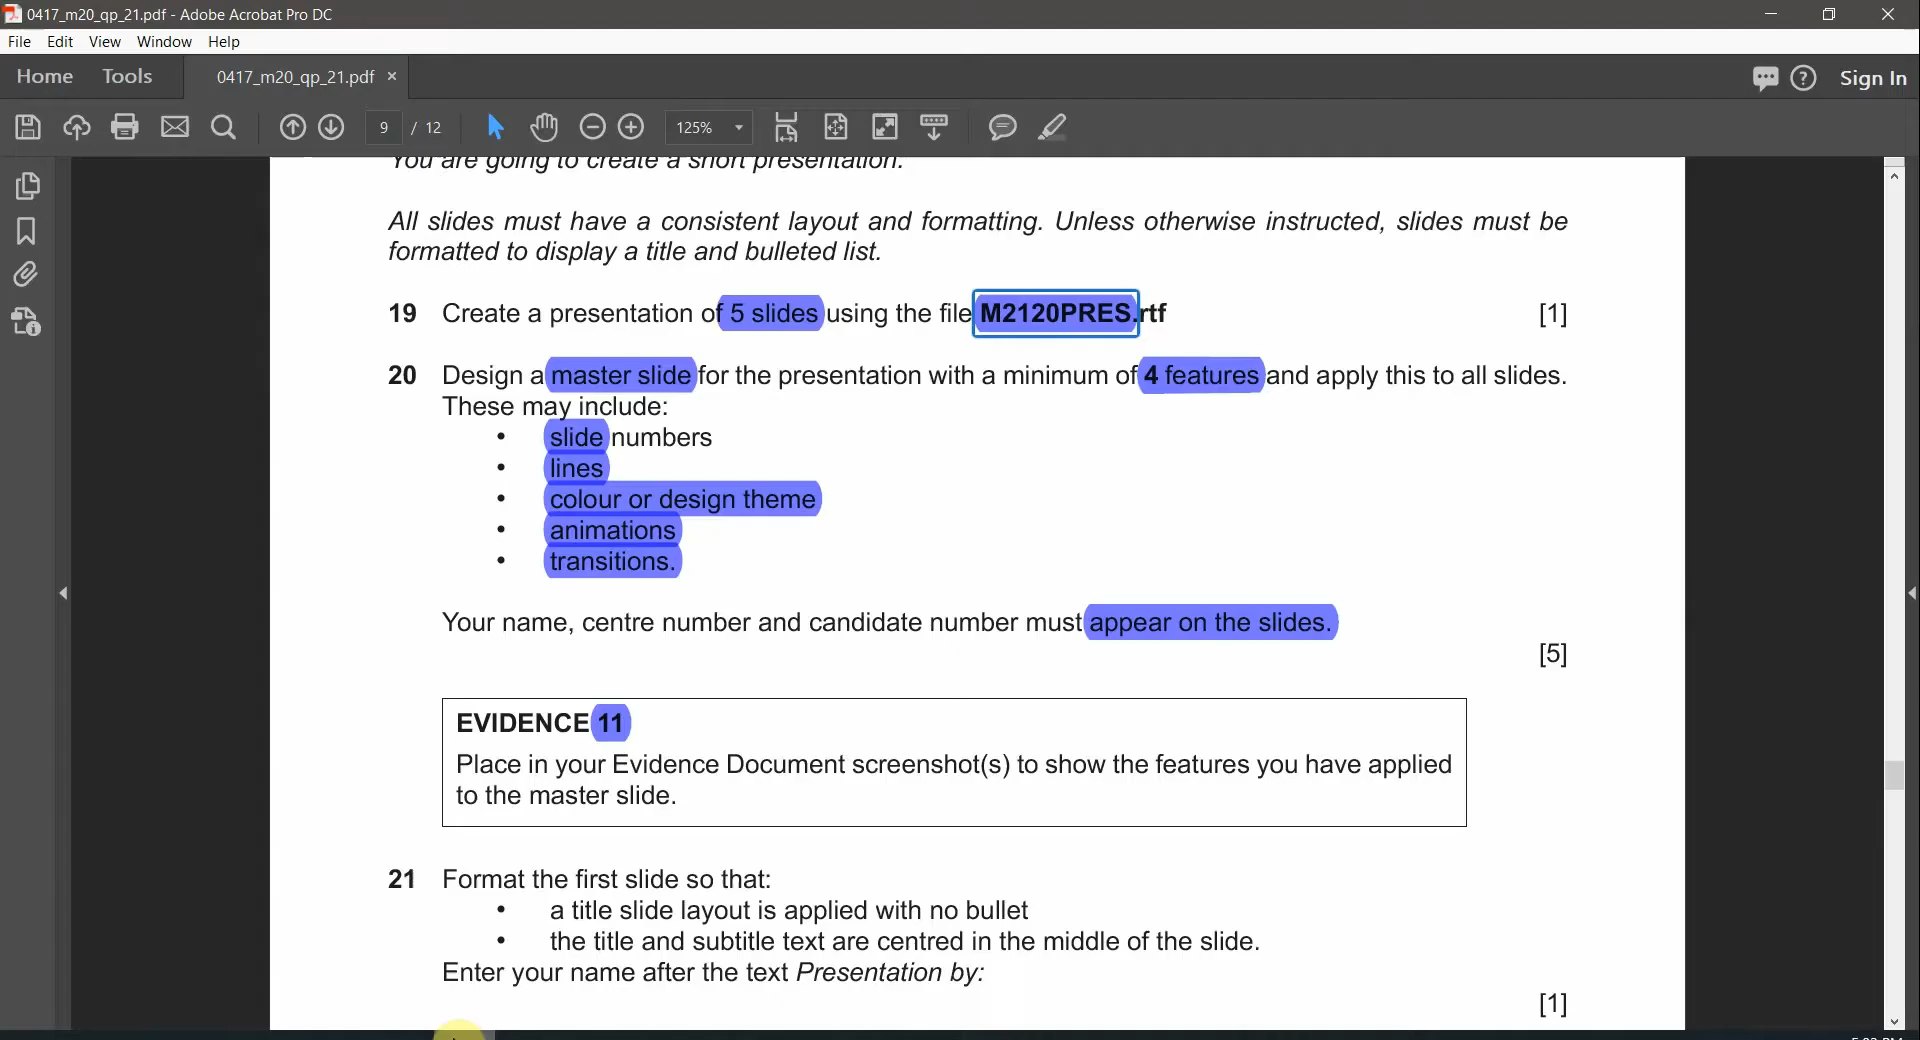 0417_m20_qp_21.pdf - Adobe Acrobat Pro DC
File Edit View Window Help
Home Tools 0417_m20_qp_21.pdf × Sign In
9 / 12 125%
You are going to create a short presentation.
All slides must have a consistent layout and formatting. Unless otherwise instructed, slides must be
formatted to display a title and bulleted list.
19 Create a presentation of 5 slides using the file M2120PRES.rtf [1]
20 Design a master slide for the presentation with a minimum of 4 features and apply this to all slides.
These may include:
• slide numbers
• lines
• colour or design theme
• animations
• transitions.
Your name, centre number and candidate number must appear on the slides.
[5]
EVIDENCE 11
Place in your Evidence Document screenshot(s) to show the features you have applied
to the master slide.
21 Format the first slide so that:
• a title slide layout is applied with no bullet
• the title and subtitle text are centred in the middle of the slide.
Enter your name after the text Presentation by:
[1]